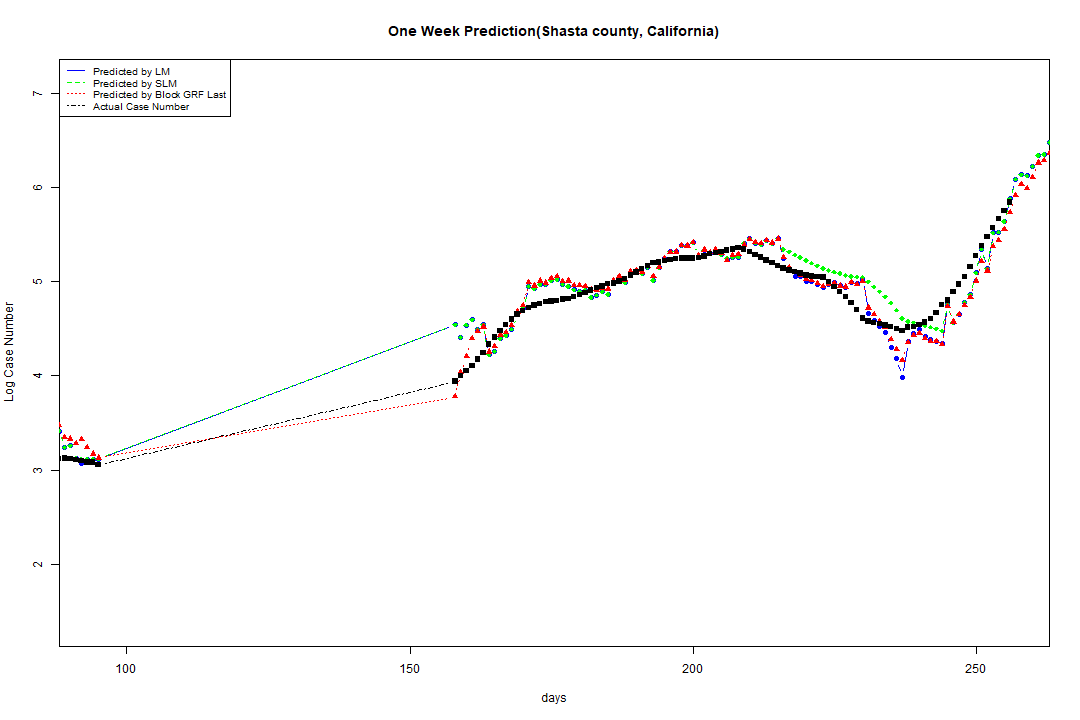 One Week Prediction(Shasta county, California)
Predicted by LM
Predicted by SLM
Predicted by Block GRF Last
Actual Case Number
7
6
5
4
3
2
Log Case Number
100 150 200 250
days